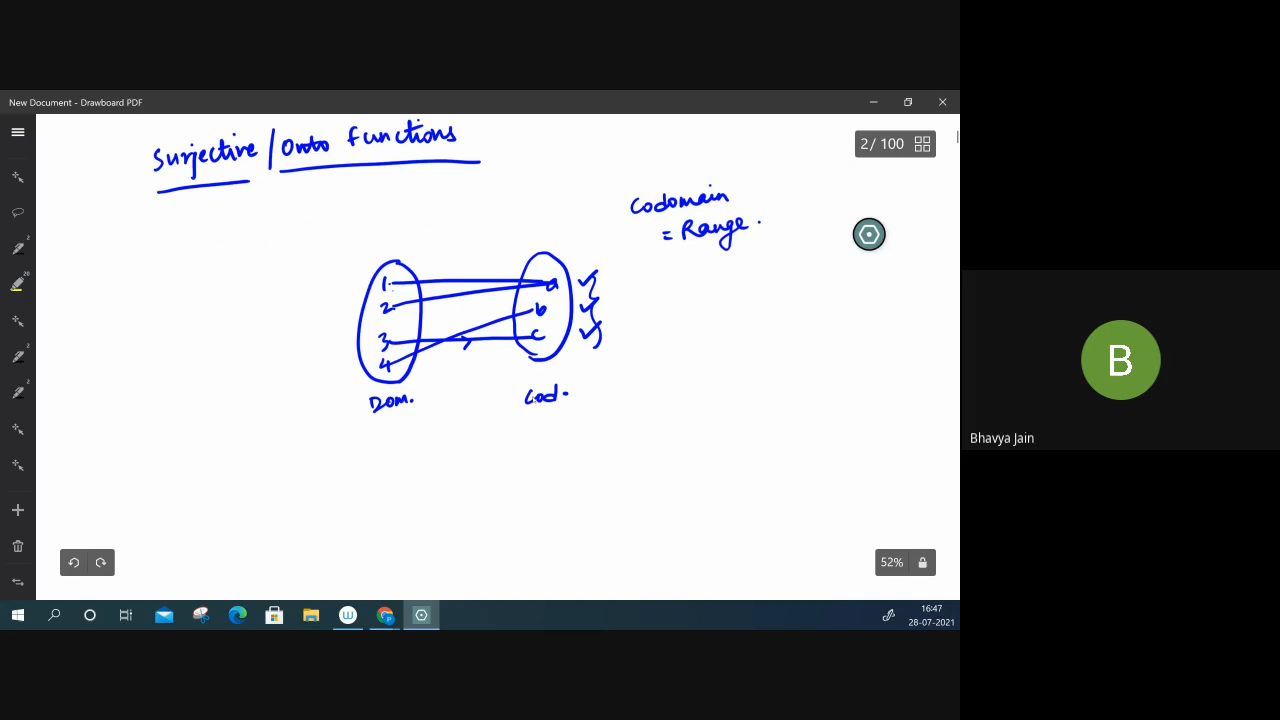 New Document - Drawboard PDF
Surjective / Onto functions
2 / 100
Codomain
= Range.
1
a
2
b
3
c
4
Dom.
Cod.
B
Bhavya Jain
52%
16:47
28-07-2021